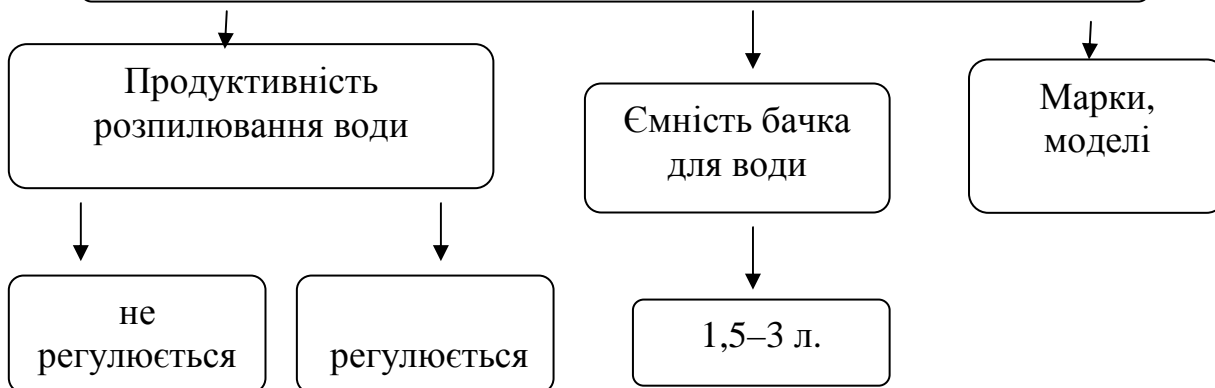 Продуктивність
розпилювання води
Ємність бачка
для води
Марки,
моделі
не
регулюється
регулюється
1,5–3 л.